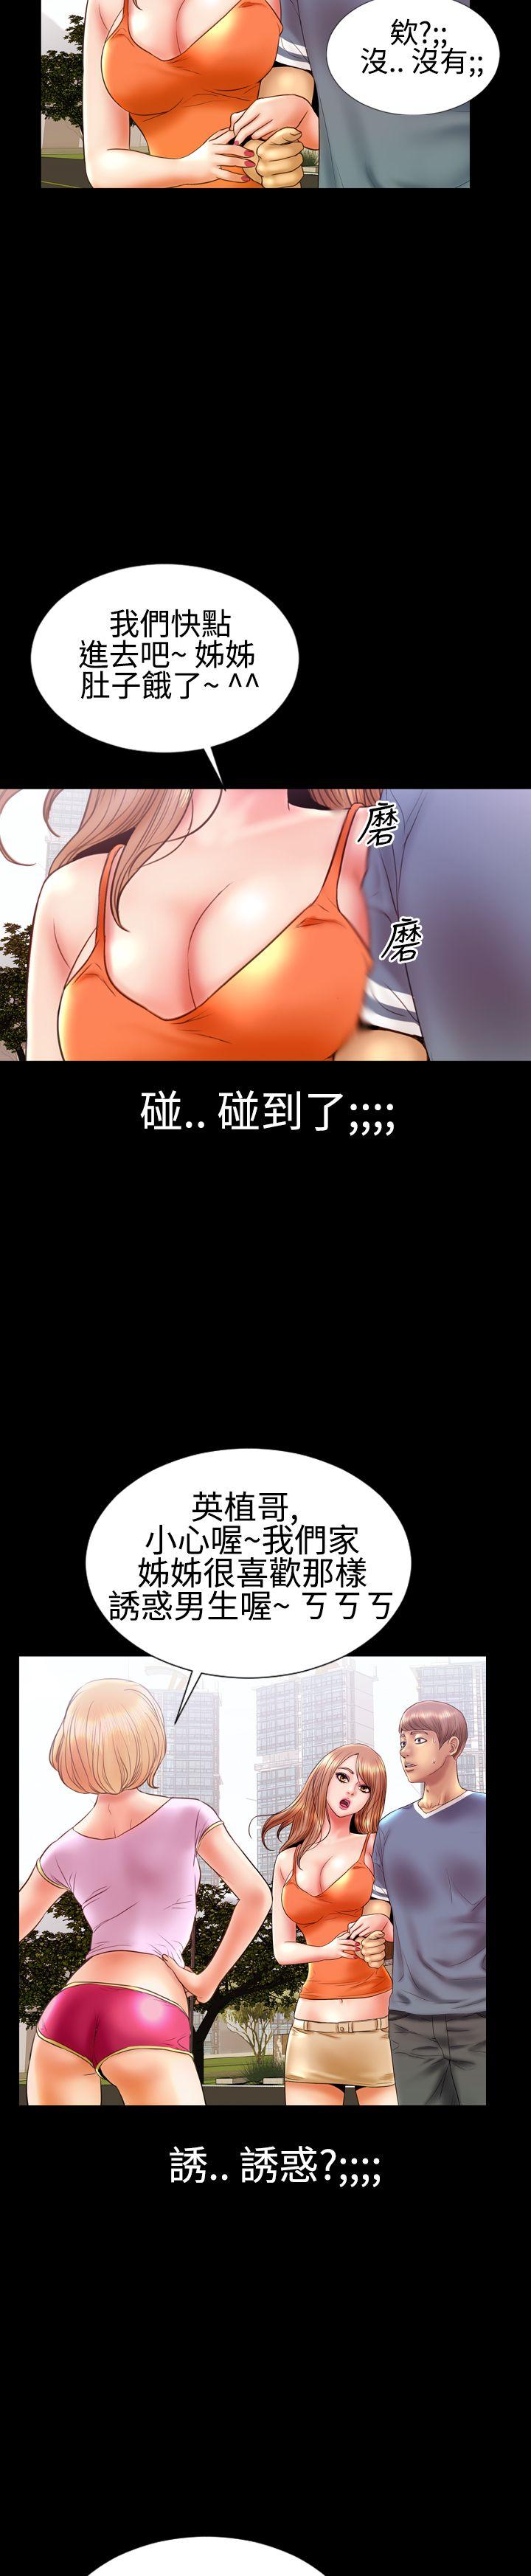 欸?;;
沒.. 沒有;;
我們快點
進去吧~ 姊姊
肚子餓了~ ^^
磨
磨
碰.. 碰到了;;;;
英植哥,
小心喔~我們家
姊姊很喜歡那樣
誘惑男生喔~ ㄎㄎㄎ
誘.. 誘惑?;;;;